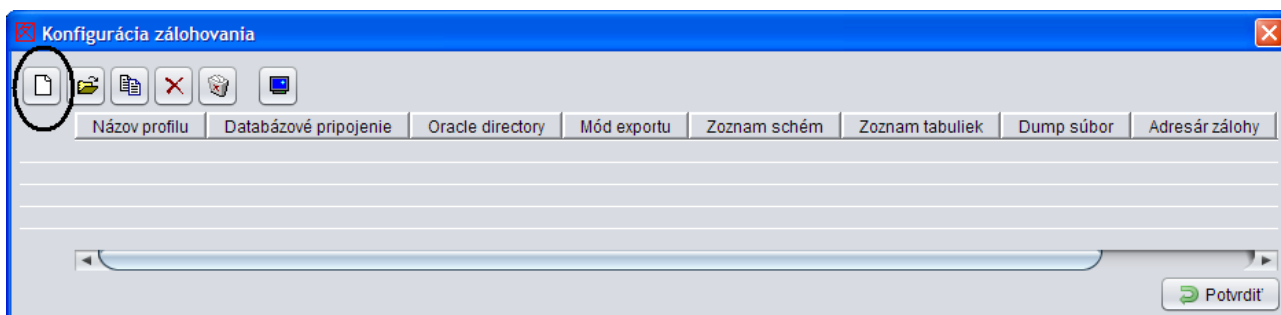 Konfigurácia zálohovania
Názov profilu Databázové pripojenie Oracle directory Mód exportu Zoznam schém Zoznam tabuliek Dump súbor Adresár zálohy
Potvrdiť